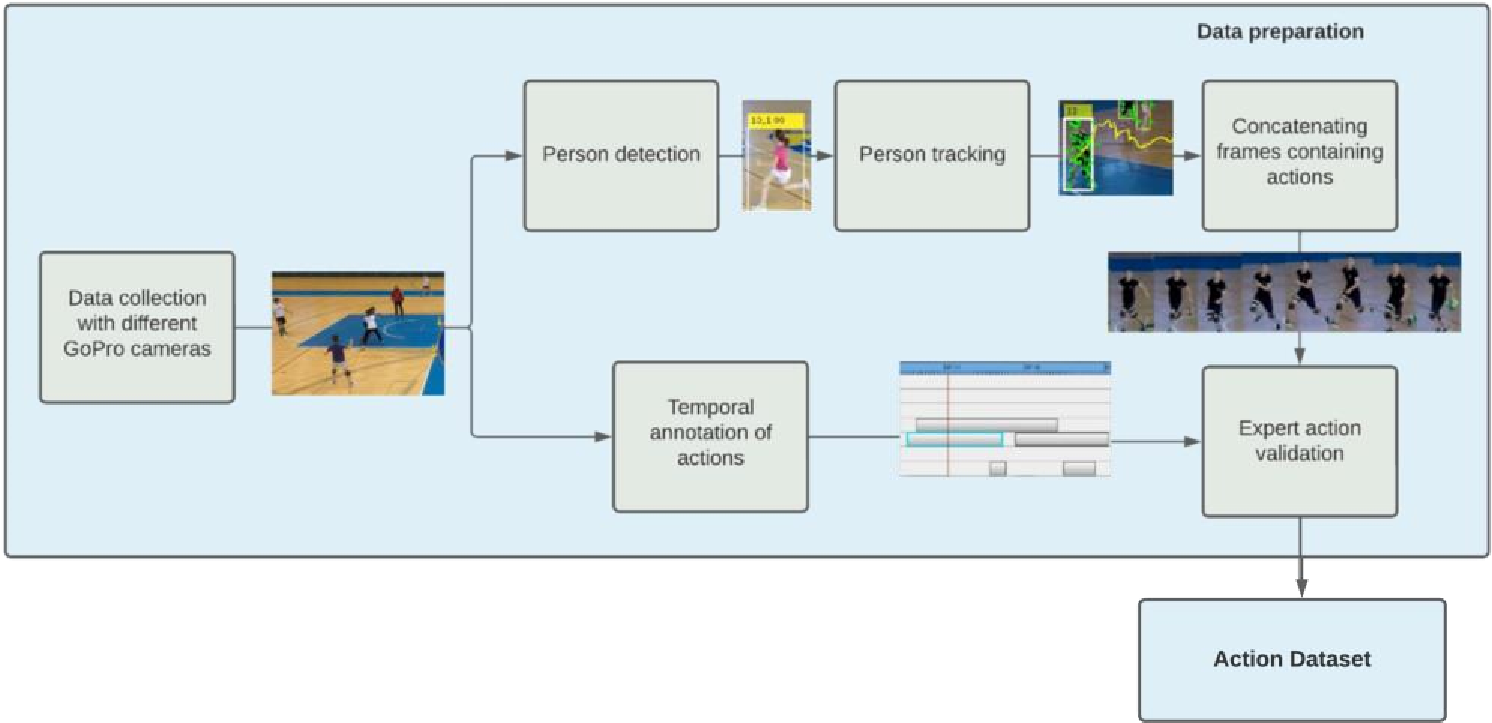 Data preparation
Person detection
Person tracking
Concatenating
frames containing
actions
Data collection
with different
GoPro cameras
Temporal
annotation of
actions
Expert action
validation
Action Dataset